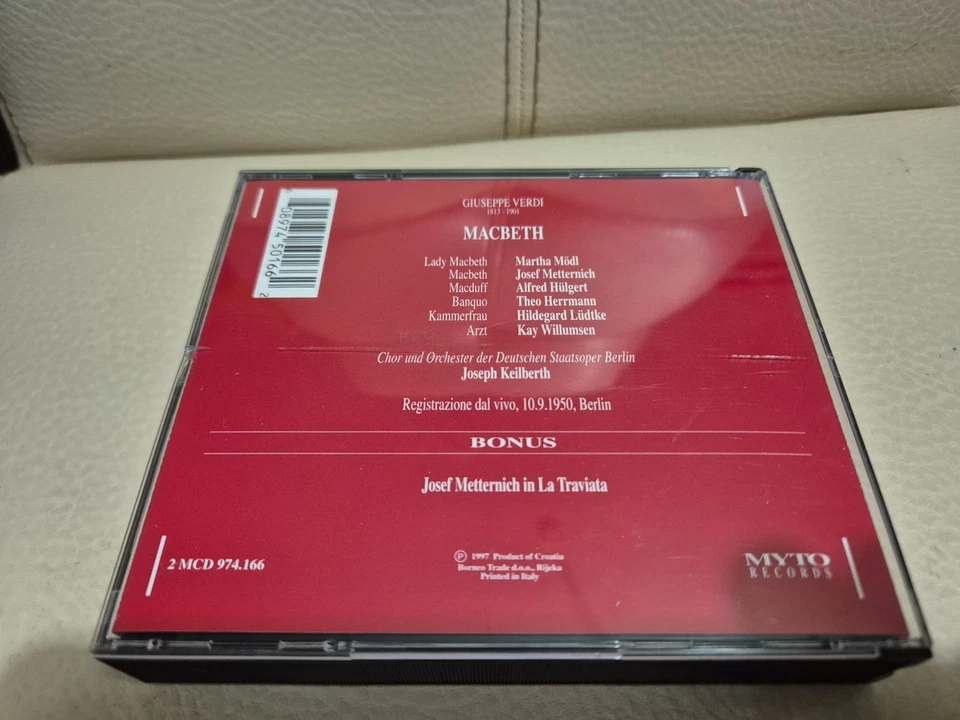 GIUSEPPE VERDI
1813 - 1901
MACBETH
Lady Macbeth Martha Mödl
Macbeth Josef Metternich
Macduff Alfred Hülgert
Banquo Theo Herrmann
Kammerfrau Hildegard Lüdtke
Arzt Kay Willumsen
Chor und Orchester der Deutschen Staatsoper Berlin
Joseph Keilberth
Registrazione dal vivo, 10.9.1950, Berlin
BONUS
Josef Metternich in La Traviata
2 MCD 974.166
Ⓟ 1997 Product of Croatia
Borneo Trade d.o.o., Rijeka
Printed in Italy
MYTO
RECORDS
08974 50166 2